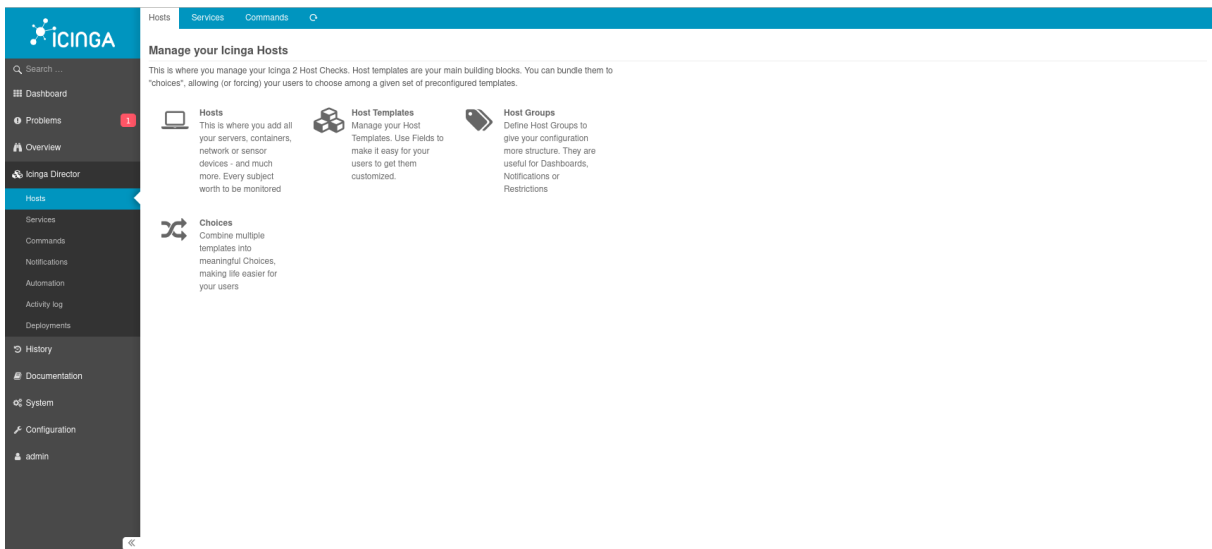 ICINGA
Search ...
Dashboard
Problems
1
Overview
Icinga Director
Hosts
Services
Commands
Notifications
Automation
Activity log
Deployments
History
Documentation
System
Configuration
admin
Hosts Services Commands
Manage your Icinga Hosts
This is where you manage your Icinga 2 Host Checks. Host templates are your main building blocks. You can bundle them to
"choices", allowing (or forcing) your users to choose among a given set of preconfigured templates.
Hosts
This is where you add all
your servers, containers,
network or sensor
devices - and much
more. Every subject
worth to be monitored
Host Templates
Manage your Host
Templates. Use Fields to
make it easy for your
users to get them
customized.
Host Groups
Define Host Groups to
give your configuration
more structure. They are
useful for Dashboards,
Notifications or
Restrictions
Choices
Combine multiple
templates into
meaningful Choices,
making life easier for
your users